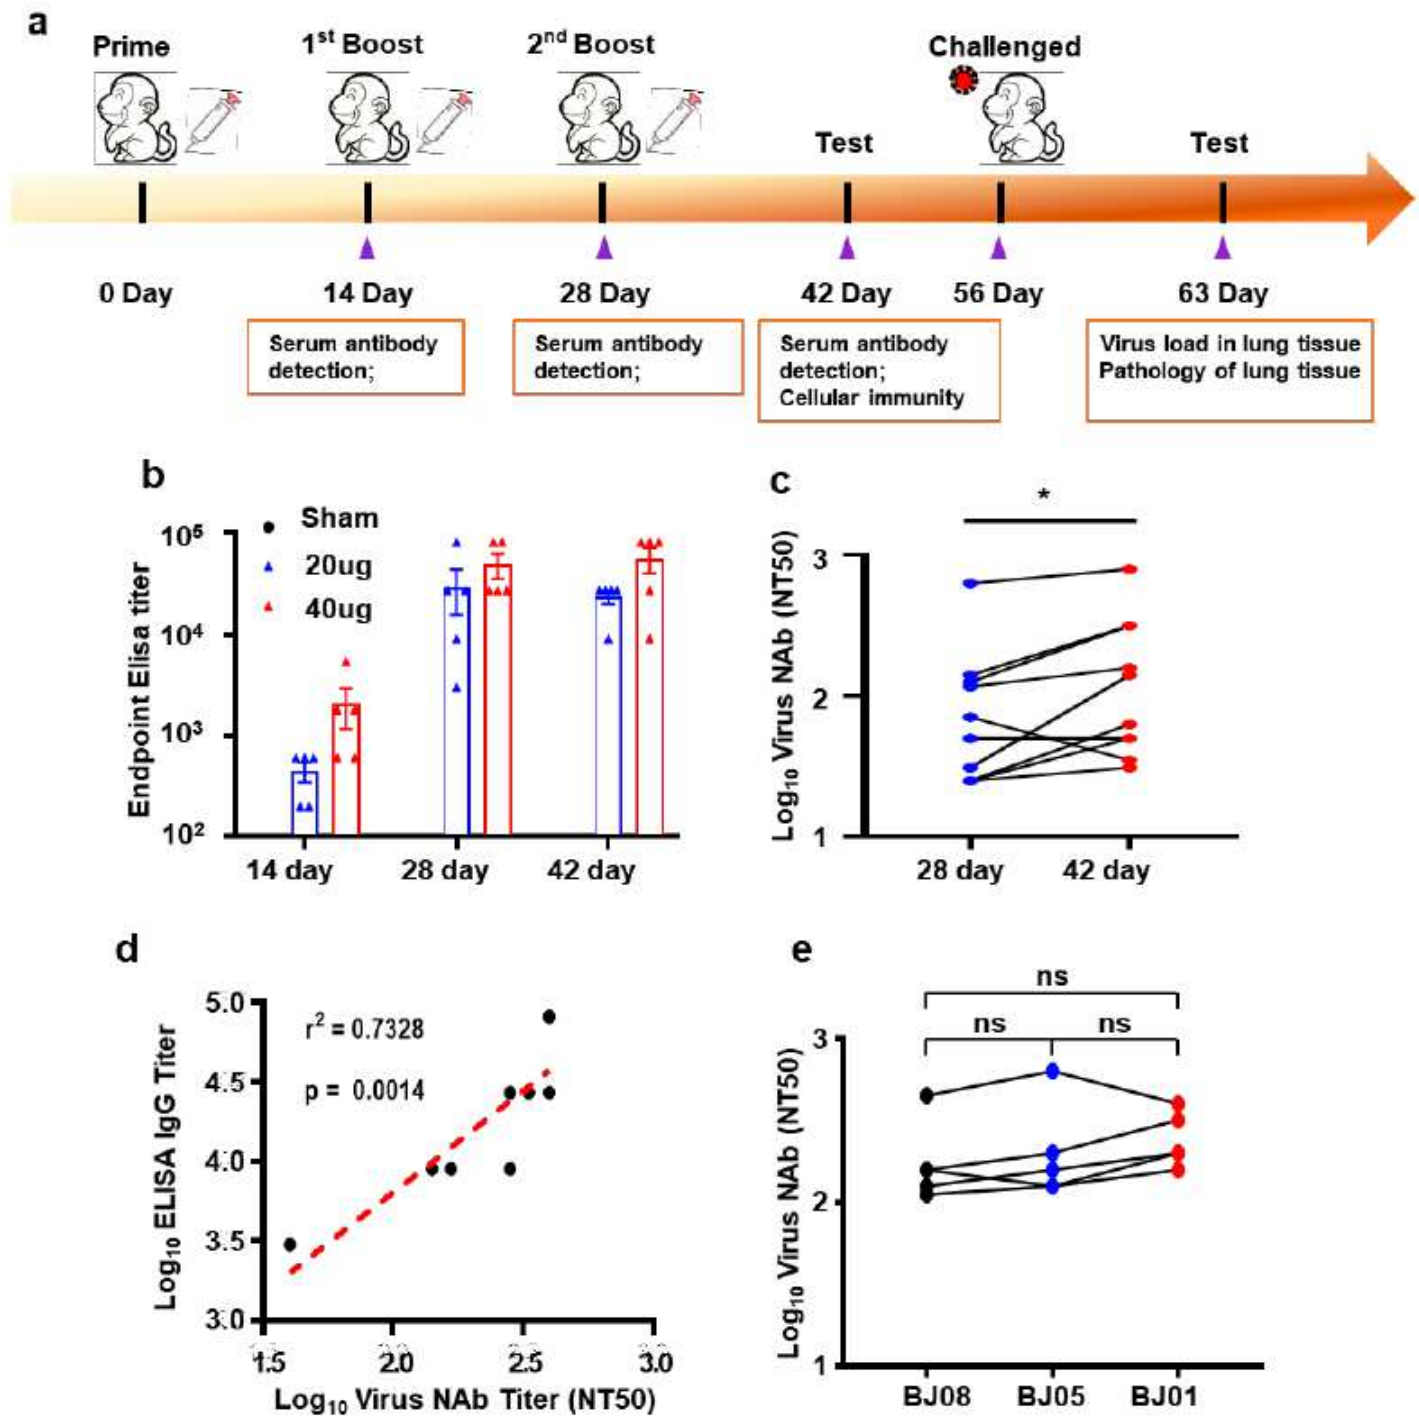 a
Prime
1st Boost
2nd Boost
Challenged
Test
Test
0 Day
14 Day
28 Day
42 Day
56 Day
63 Day
Serum antibody
detection;
Serum antibody
detection;
Serum antibody
detection;
Cellular immunity
Virus load in lung tissue
Pathology of lung tissue
b
Endpoint Elisa titer
10⁵
10⁴
10³
10²
Sham
20ug
40ug
14 day
28 day
42 day
c
*
Log₁₀ Virus NAb (NT50)
3
2
1
28 day
42 day
d
Log₁₀ ELISA IgG Titer
5.0
4.5
4.0
3.5
3.0
r² = 0.7328
p = 0.0014
1.5
2.0
2.5
3.0
Log₁₀ Virus NAb Titer (NT50)
e
ns
ns
ns
Log₁₀ Virus NAb (NT50)
3
2
1
BJ08
BJ05
BJ01